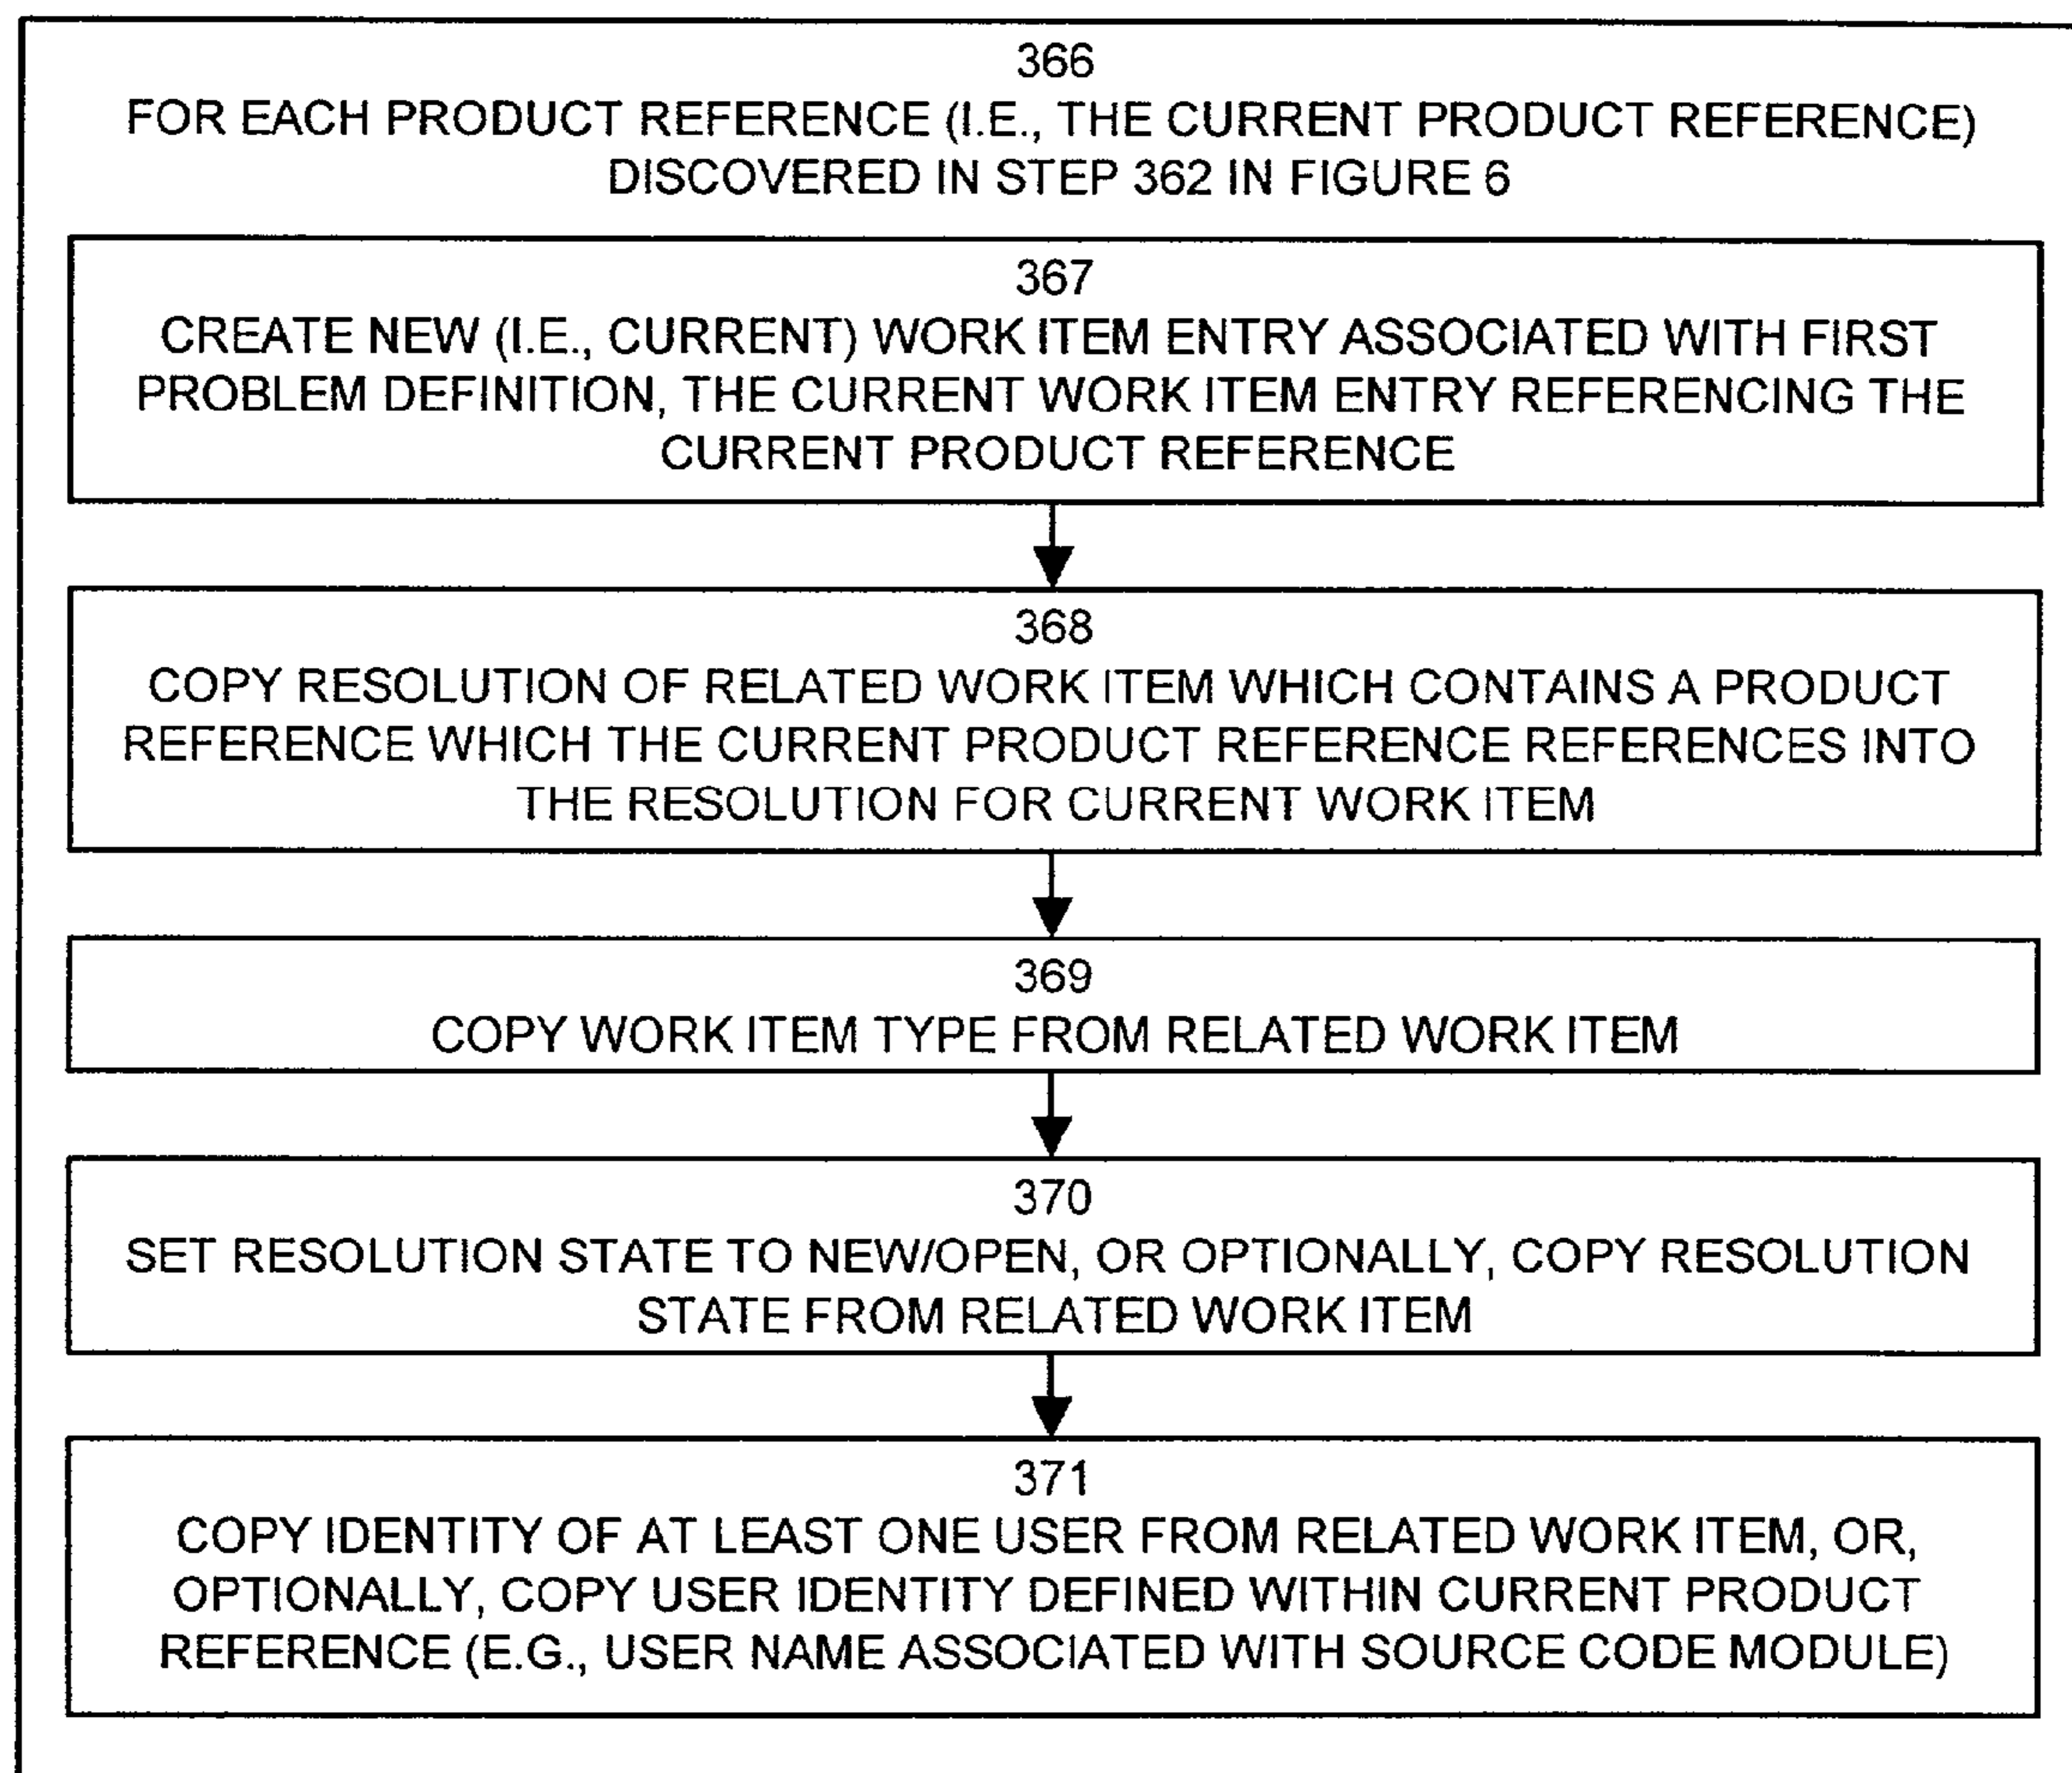 366
FOR EACH PRODUCT REFERENCE (I.E., THE CURRENT PRODUCT REFERENCE)
DISCOVERED IN STEP 362 IN FIGURE 6
367
CREATE NEW (I.E., CURRENT) WORK ITEM ENTRY ASSOCIATED WITH FIRST
PROBLEM DEFINITION, THE CURRENT WORK ITEM ENTRY REFERENCING THE
CURRENT PRODUCT REFERENCE
368
COPY RESOLUTION OF RELATED WORK ITEM WHICH CONTAINS A PRODUCT
REFERENCE WHICH THE CURRENT PRODUCT REFERENCE REFERENCES INTO
THE RESOLUTION FOR CURRENT WORK ITEM
369
COPY WORK ITEM TYPE FROM RELATED WORK ITEM
370
SET RESOLUTION STATE TO NEW/OPEN, OR OPTIONALLY, COPY RESOLUTION
STATE FROM RELATED WORK ITEM
371
COPY IDENTITY OF AT LEAST ONE USER FROM RELATED WORK ITEM, OR,
OPTIONALLY, COPY USER IDENTITY DEFINED WITHIN CURRENT PRODUCT
REFERENCE (E.G., USER NAME ASSOCIATED WITH SOURCE CODE MODULE)